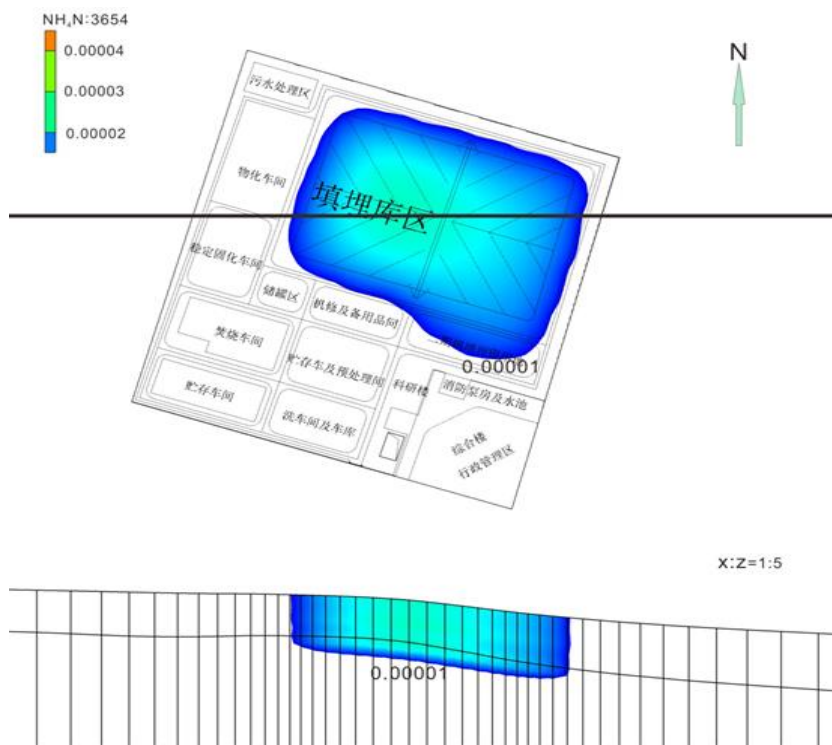 NH₄N:3654
0.00004
0.00003
0.00002
N
污水处理区
物化车间
填埋库区
稳定固化车间
储罐区
机修及备用品间
焚烧车间
贮存车及预处理间
科研楼
消防泵房及水池
0.00001
贮存车间
洗车间及车库
综合楼
行政管理区
x:z=1:5
0.00001